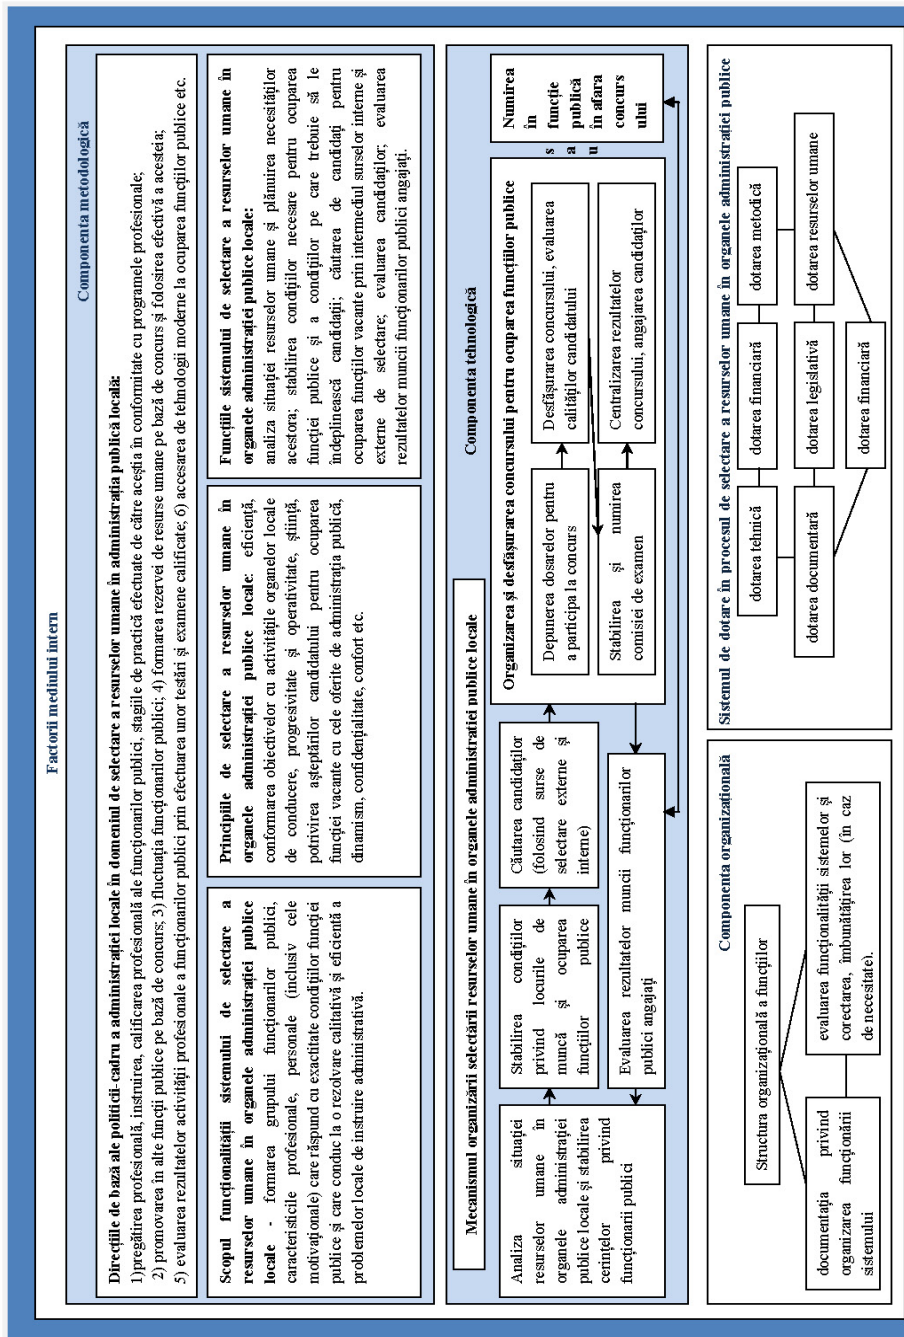 Factorii mediului intern
Componenta metodologică
Direcțiile de bază ale politicii-cadru a administrației locale în domeniul de selectare a resurselor umane în administrația publică locală:
1)pregătirea profesională, instruirea, calificarea profesională ale funcționarilor publici, stagiile de practică efectuate de către aceștia în conformitate cu programele profesionale;
2) promovarea în alte funcții publice pe bază de concurs; 3) fluctuația funcționarilor publici; 4) formarea rezervei de resurse umane pe bază de concurs și folosirea efectivă a acesteia;
5) evaluarea rezultatelor activității profesionale a funcționarilor publici prin efectuarea unor testări și examene calificate; 6) accesarea de tehnologii moderne la ocuparea funcțiilor publice etc.
Scopul funcționalității sistemului de selectare a
resurselor umane în organele administrației publice
locale - formarea grupului funcționarilor publici,
caracteristicile profesionale, personale (inclusiv cele
motivaționale) care răspund cu exactitate condițiilor funcției
publice și care conduc la o rezolvare calitativă și eficientă a
problemelor locale de instruire administrativă.
Principiile de selectare a resurselor umane în
organele administrației publice locale: eficiență,
conformarea obiectivelor cu activitățile organelor locale
de conducere, progresivitate și operativitate, știință,
potrivirea așteptărilor candidatului pentru ocuparea
funcției vacante cu cele oferite de administrația publică,
dinamism, confidențialitate, confort etc.
Funcțiile sistemului de selectare a resurselor umane în
organele administrației publice locale:
analiza situației resurselor umane și plănuirea necesităților
acestora; stabilirea condițiilor necesare pentru ocuparea
funcției publice și a condițiilor pe care trebuie să le
îndeplinească candidații; căutarea de candidați pentru
ocuparea funcțiilor vacante prin intermediul surselor interne și
externe de selectare; evaluarea candidaților; evaluarea
rezultatelor muncii funcționarilor publici angajați.
Componenta tehnologică
Mecanismul organizării selectării resurselor umane în organele administratiei publice locale
Analiza situației
resurselor umane în
organele administrației
publice locale și stabilirea
cerințelor privind
funcționarii publici
Stabilirea condițiilor
privind locurile de
muncă și ocuparea
funcțiilor publice
Căutarea candidaților
(folosind surse de
selectare externe și
interne)
Evaluarea rezultatelor muncii funcționarilor
publici angajați
Organizarea și desfășurarea concursului pentru ocuparea funcțiilor publice
Depunerea dosarelor pentru
a participa la concurs
Desfășurarea concursului, evaluarea
calităților candidatului
Stabilirea și numirea
comisiei de examen
Centralizarea rezultatelor
concursului, angajarea candidaților
s
a
u
Numirea
în
funcție
publică
în afara
concurs
ului
Componenta organizațională
Structura organizațională a funcțiilor
documentația privind
organizarea funcționării
sistemului
evaluarea funcționalității sistemelor și
corectarea, îmbunătățirea lor (în caz
de necesitate).
Sistemul de dotare în procesul de selectare a resurselor umane în organele administrației publice
dotarea tehnică
dotarea financiară
dotarea metodică
dotarea documentară
dotarea legislativă
dotarea resurselor umane
dotarea financiară